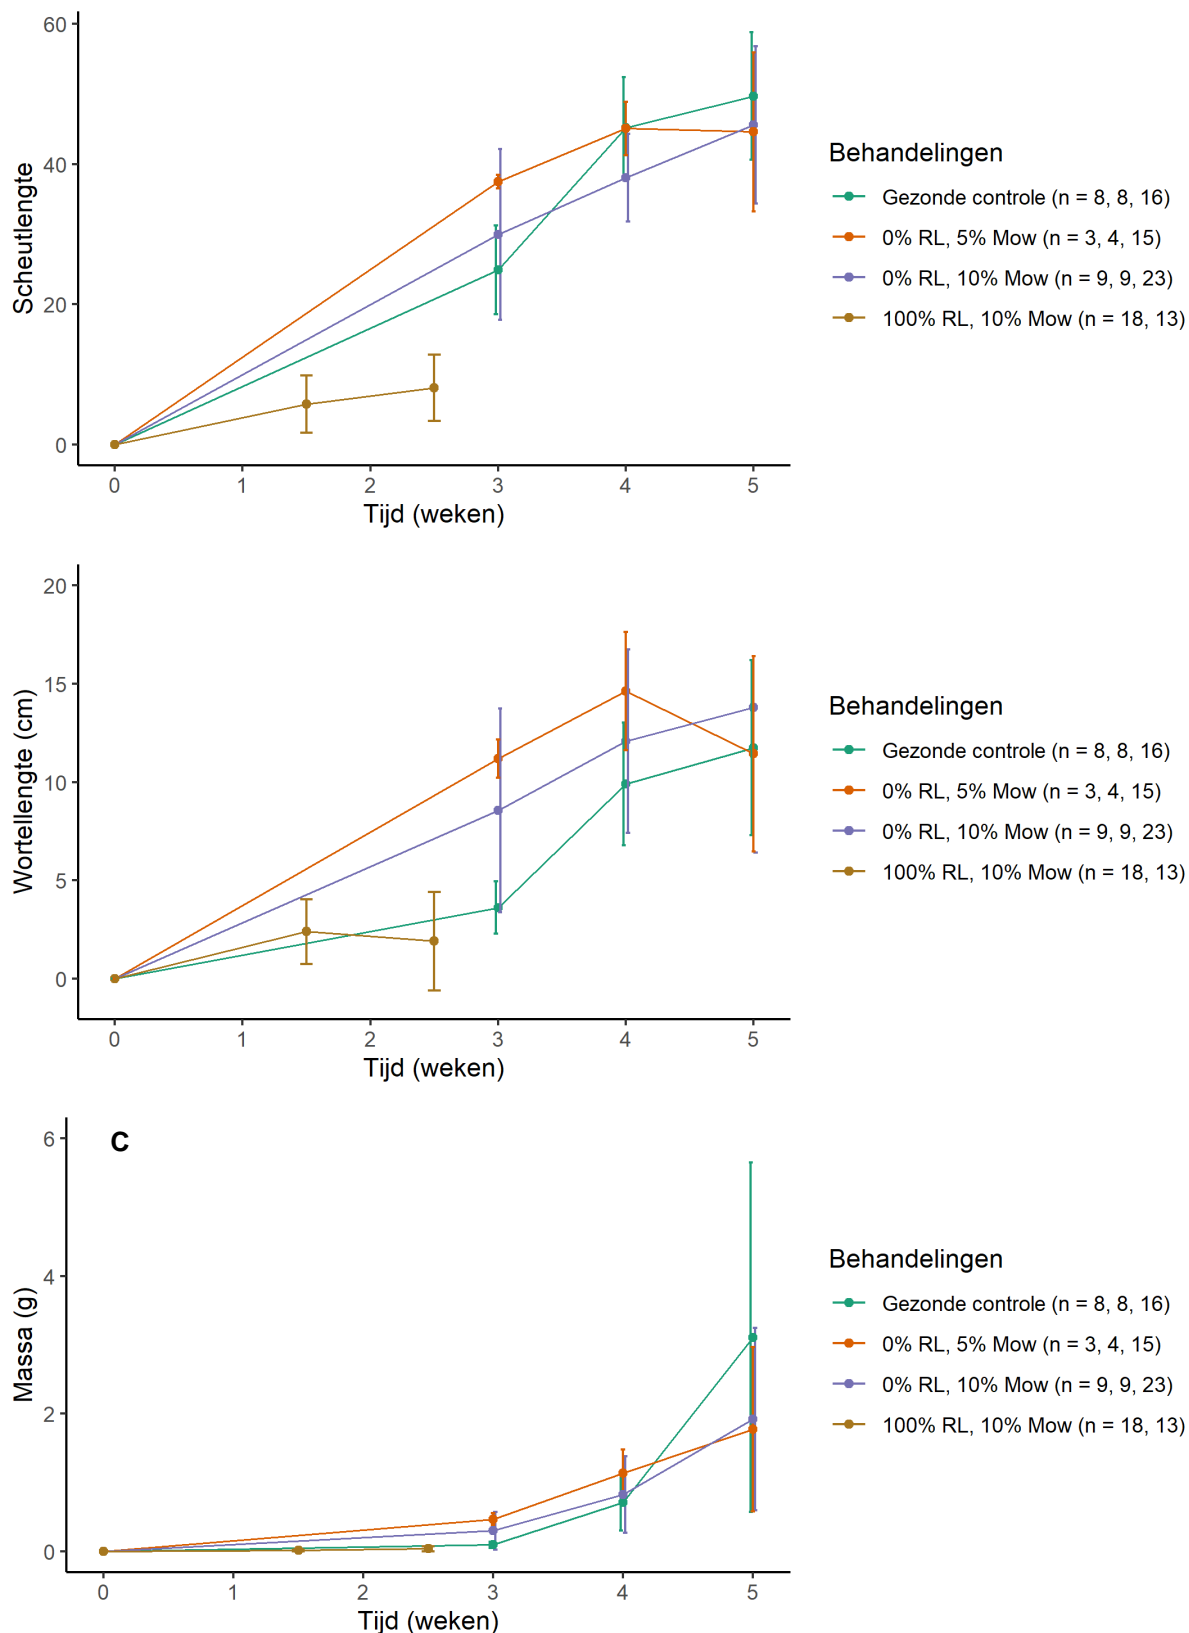 60
40
20
0
Scheutlengte
0 1 2 3 4 5
Tijd (weken)
Behandelingen
Gezonde controle (n = 8, 8, 16)
0% RL, 5% Mow (n = 3, 4, 15)
0% RL, 10% Mow (n = 9, 9, 23)
100% RL, 10% Mow (n = 18, 13)
20
15
10
5
0
Wortellengte (cm)
0 1 2 3 4 5
Tijd (weken)
Behandelingen
Gezonde controle (n = 8, 8, 16)
0% RL, 5% Mow (n = 3, 4, 15)
0% RL, 10% Mow (n = 9, 9, 23)
100% RL, 10% Mow (n = 18, 13)
C
6
4
2
0
Massa (g)
0 1 2 3 4 5
Tijd (weken)
Behandelingen
Gezonde controle (n = 8, 8, 16)
0% RL, 5% Mow (n = 3, 4, 15)
0% RL, 10% Mow (n = 9, 9, 23)
100% RL, 10% Mow (n = 18, 13)